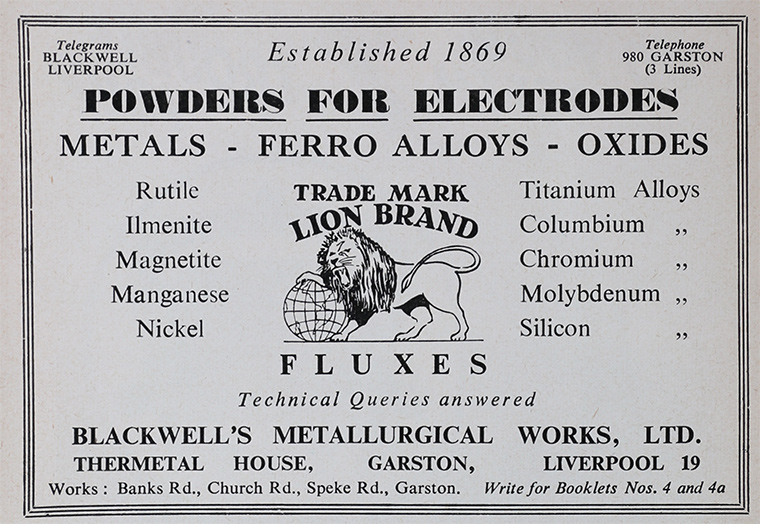 Telegrams
BLACKWELL
LIVERPOOL
Established 1869
Telephone
980 GARSTON
(3 Lines)
POWDERS FOR ELECTRODES
METALS - FERRO ALLOYS - OXIDES
Rutile
Ilmenite
Magnetite
Manganese
Nickel
TRADE MARK
LION BRAND
Titanium Alloys
Columbium ,,
Chromium ,,
Molybdenum ,,
Silicon ,,
FLUXES
Technical Queries answered
BLACKWELL'S METALLURGICAL WORKS, LTD.
THERMETAL HOUSE, GARSTON, LIVERPOOL 19
Works : Banks Rd., Church Rd., Speke Rd., Garston. Write for Booklets Nos. 4 and 4a